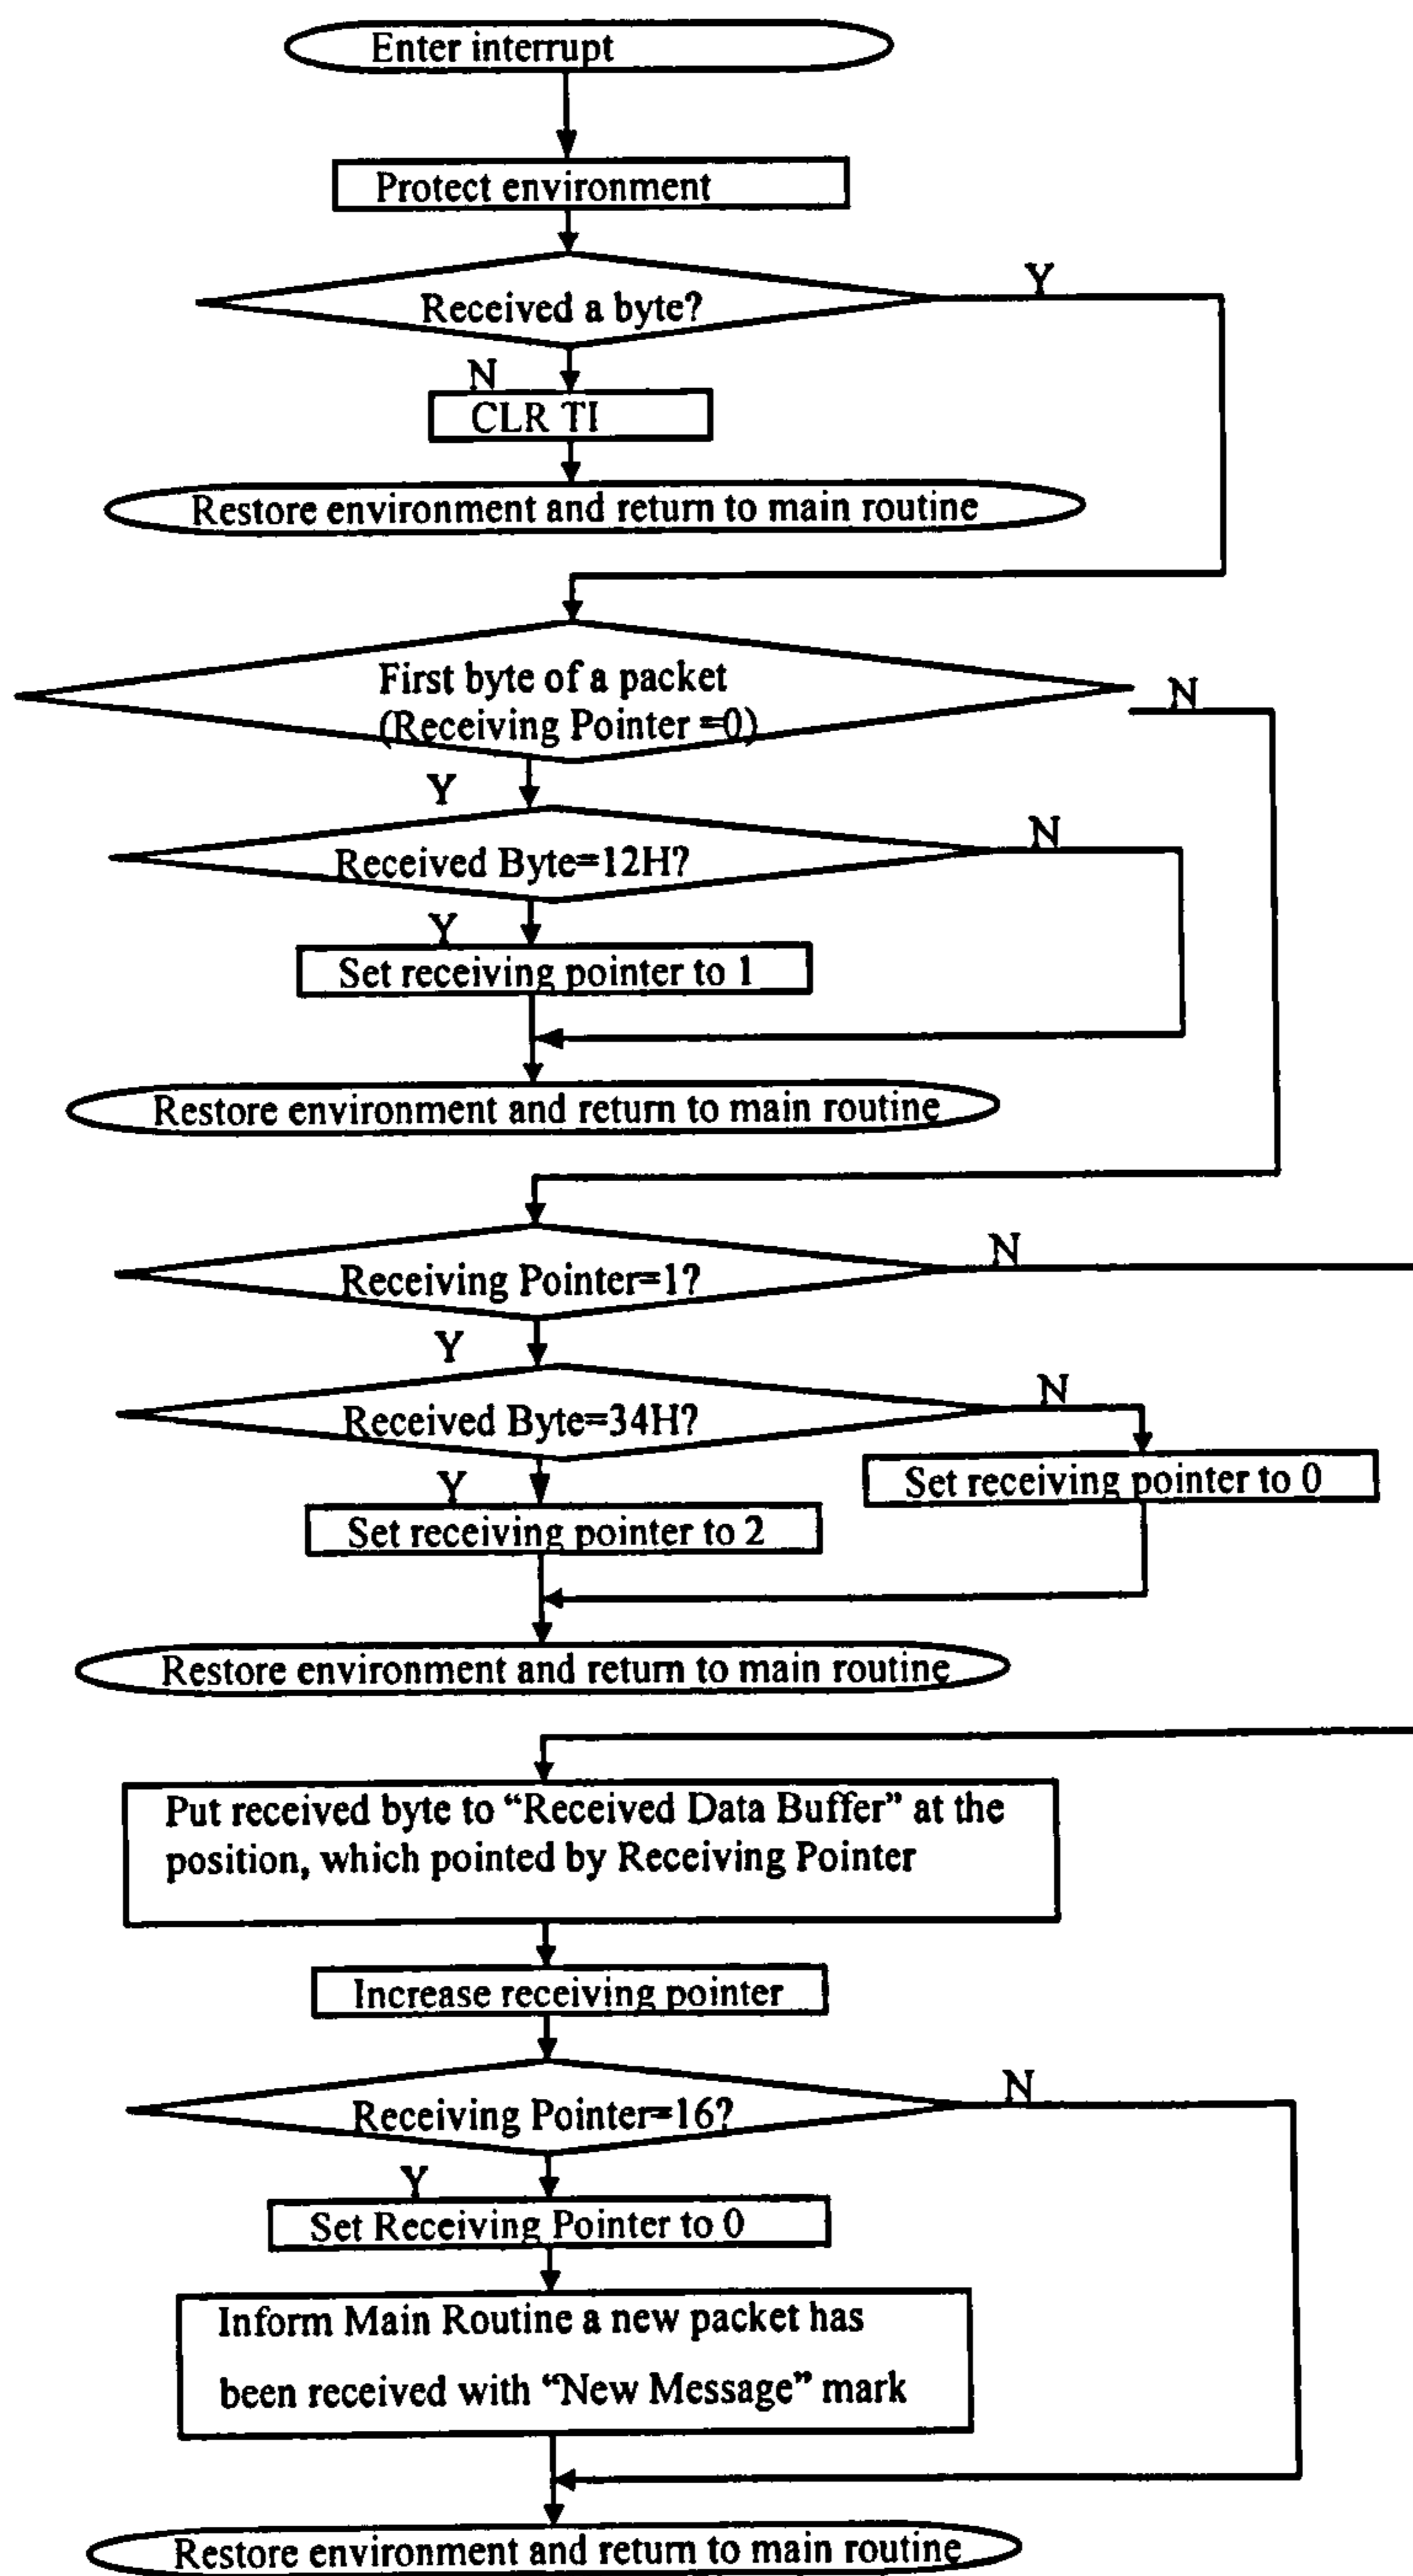 Enter interrupt
Protect environment
Received a byte?
Y
N
CLR TI
Restore environment and return to main routine
First byte of a packet
(Receiving Pointer =0)
N
Y
Received Byte=12H?
N
Y
Set receiving pointer to 1
Restore environment and return to main routine
Receiving Pointer=1?
N
Y
Received Byte=34H?
N
Set receiving pointer to 0
Y
Set receiving pointer to 2
Restore environment and return to main routine
Put received byte to “Received Data Buffer” at the
position, which pointed by Receiving Pointer
Increase receiving pointer
Receiving Pointer=16?
N
Y
Set Receiving Pointer to 0
Inform Main Routine a new packet has
been received with “New Message” mark
Restore environment and return to main routine